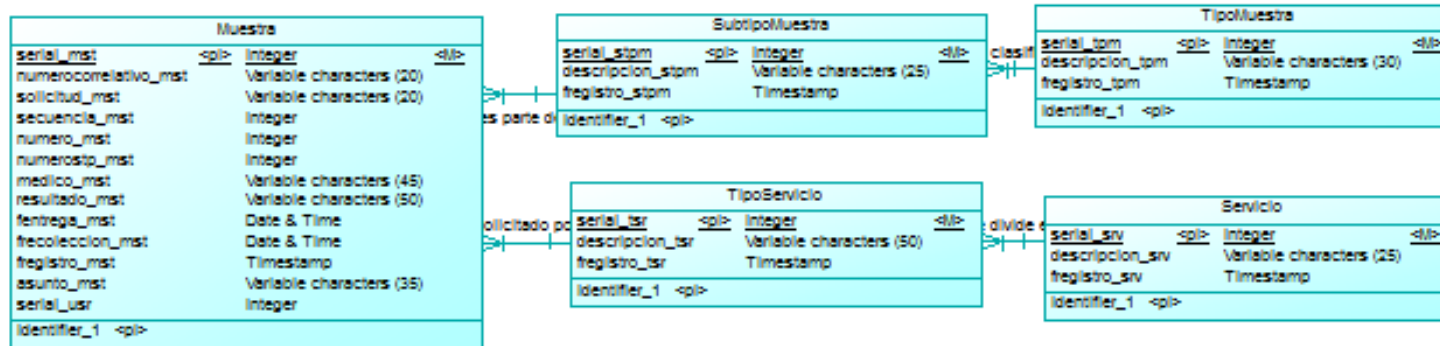 Muestra
serial_mst <pi> Integer <M>
numerocorrelativo_mst Variable characters (20)
solicitud_mst Variable characters (20)
secuencia_mst Integer
numero_mst Integer
numerostp_mst Integer
medico_mst Variable characters (45)
resultado_mst Variable characters (50)
fentrega_mst Date & Time
frecoleccion_mst Date & Time
fregistro_mst Timestamp
asunto_mst Variable characters (35)
serial_usr Integer
Identifier_1 <pi>
es parte d
SubtipoMuestra
serial_stpm <pi> Integer <M>
descripcion_stpm Variable characters (25)
fregistro_stpm Timestamp
Identifier_1 <pi>
clasifi
TipoMuestra
serial_tpm <pi> Integer <M>
descripcion_tpm Variable characters (30)
fregistro_tpm Timestamp
Identifier_1 <pi>
olicitado po
TipoServicio
serial_tsr <pi> Integer <M>
descripcion_tsr Variable characters (50)
fregistro_tsr Timestamp
Identifier_1 <pi>
divide e
Servicio
serial_srv <pi> Integer <M>
descripcion_srv Variable characters (25)
fregistro_srv Timestamp
Identifier_1 <pi>